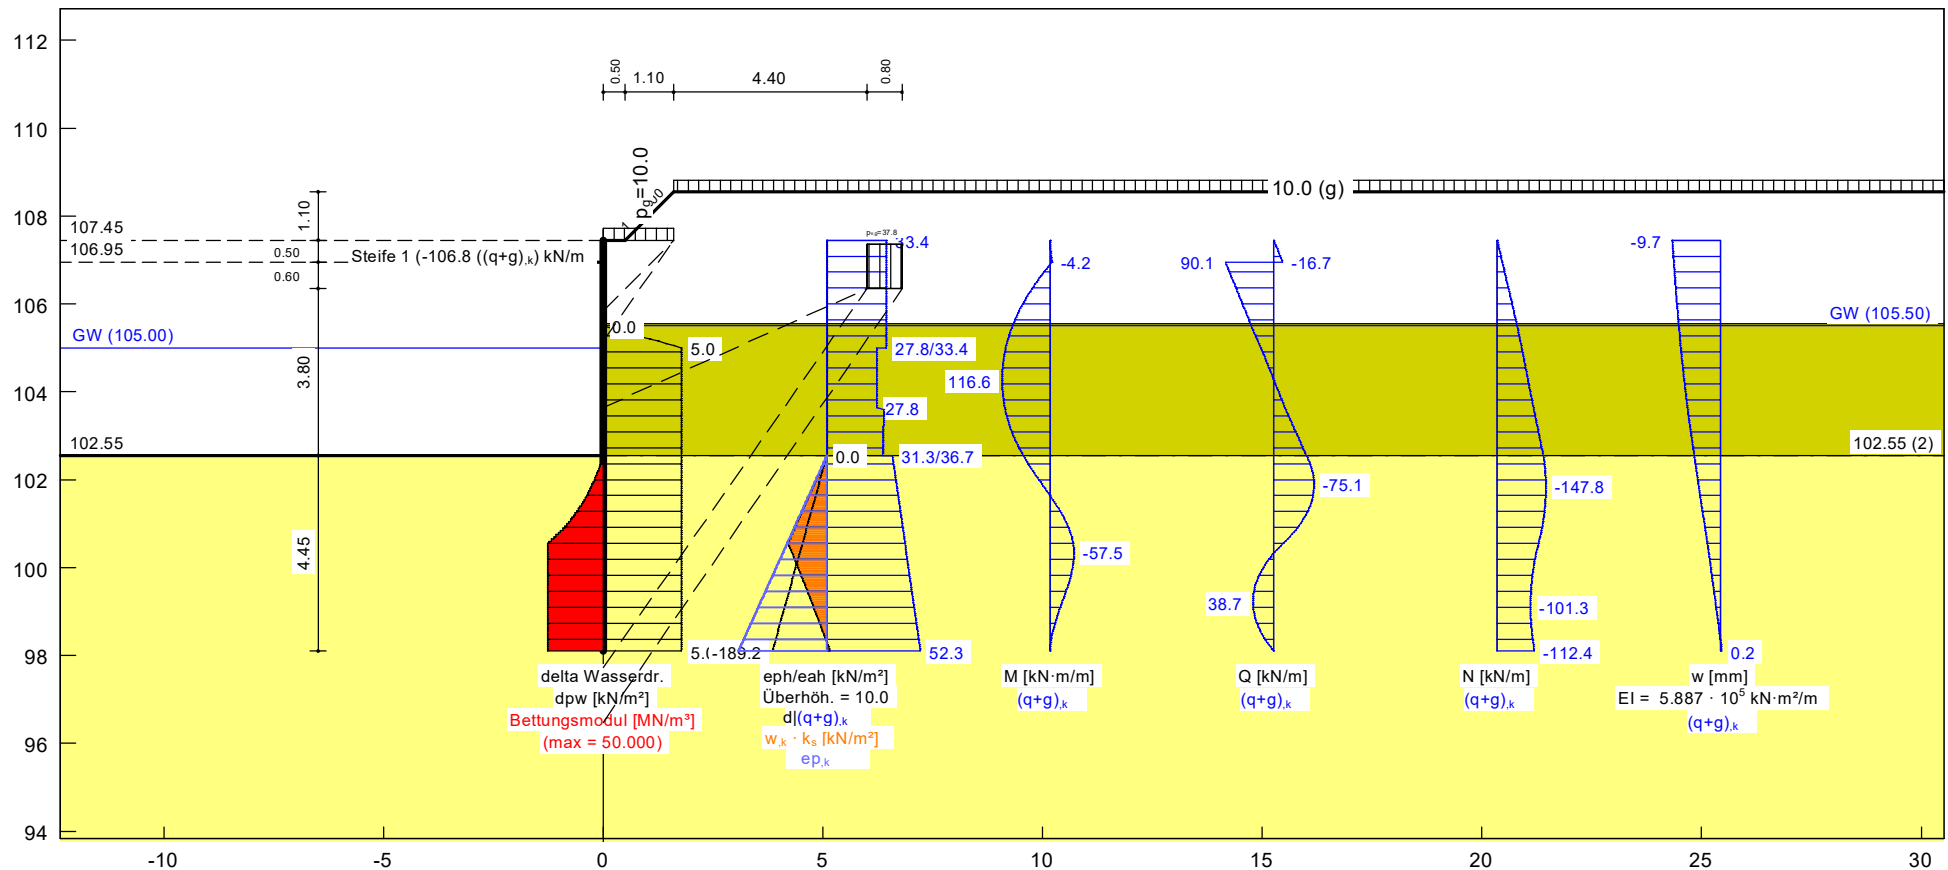 112
110
108
106
104
102
100
98
96
94
-10
-5
0
5
10
15
20
25
30
0.50
1.10
4.40
0.80
pg=10.0
10.0 (g)
107.45
106.95
1.10
0.50
0.60
3.80
4.45
Steife 1 (-106.8 ((q+g),k) kN/m
GW (105.00)
GW (105.50)
102.55
102.55 (2)
0.0
5.0
33.4
27.8/33.4
27.8
0.0
31.3/36.7
-189.2
52.3
-4.2
116.6
-57.5
90.1
-16.7
-75.1
38.7
-147.8
-101.3
-112.4
-9.7
0.2
delta Wasserdr.
dpw [kN/m²]
Bettungsmodul [MN/m³]
(max = 50.000)
eph/eah [kN/m²]
Überhöh. = 10.0
d|(q+g),k
w,k · ks [kN/m²]
ep,k
M [kN·m/m]
(q+g),k
Q [kN/m]
(q+g),k
N [kN/m]
(q+g),k
w [mm]
EI = 5.887 · 10⁵ kN·m²/m
(q+g),k